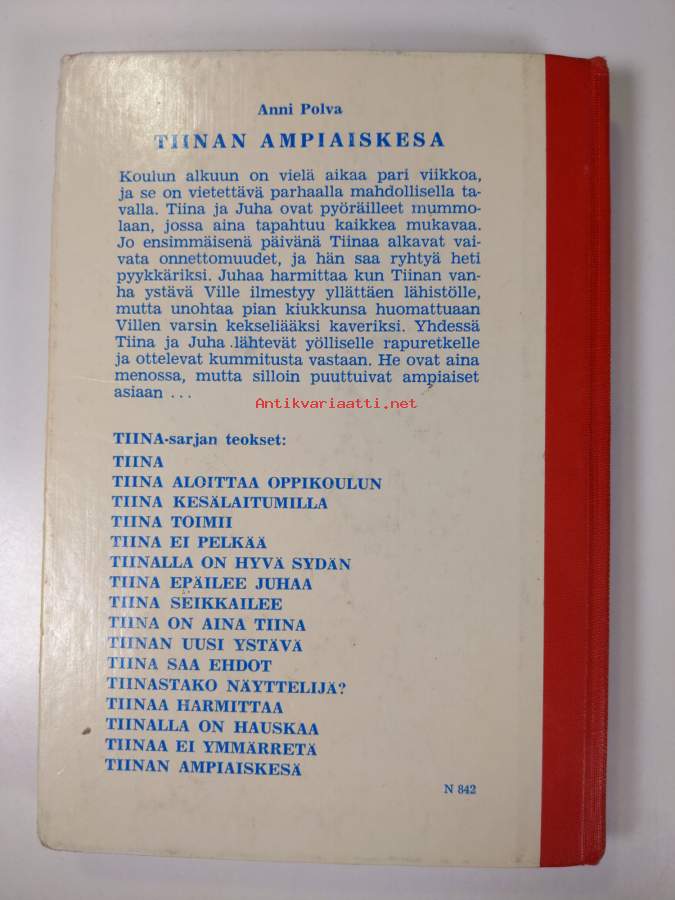 Anni Polva
TIINAN AMPIAISKESA
Koulun alkuun on vielä aikaa pari viikkoa,
ja se on vietettävä parhaalla mahdollisella ta-
valla. Tiina ja Juha ovat pyöräilleet mummo-
laan, jossa aina tapahtuu kaikkea mukavaa.
Jo ensimmäisenä päivänä Tiinaa alkavat vai-
vata onnettomuudet, ja hän saa ryhtyä heti
pyykkäriksi. Juhaa harmittaa kun Tiinan van-
ha ystävä Ville ilmestyy yllättäen lähistölle,
mutta unohtaa pian kiukkunsa huomattuaan
Villen varsin kekseliääksi kaveriksi. Yhdessä
Tiina ja Juha lähtevät yölliselle rapuretkelle
ja ottelevat kummitusta vastaan. He ovat aina
menossa, mutta silloin puuttuivat ampiaiset
asiaan ...
Antikvariaatti.net
TIINA-sarjan teokset:
TIINA
TIINA ALOITTAA OPPIKOULUN
TIINA KESÄLAITUMILLA
TIINA TOIMII
TIINA EI PELKÄÄ
TIINALLA ON HYVÄ SYDÄN
TIINA EPÄILEE JUHAA
TIINA SEIKKAILEE
TIINA ON AINA TIINA
TIINAN UUSI YSTÄVÄ
TIINA SAA EHDOT
TIINASTAKO NÄYTTELIJÄ?
TIINAA HARMITTAA
TIINALLA ON HAUSKAA
TIINAA EI YMMÄRRETÄ
TIINAN AMPIAISKESÄ
N 842